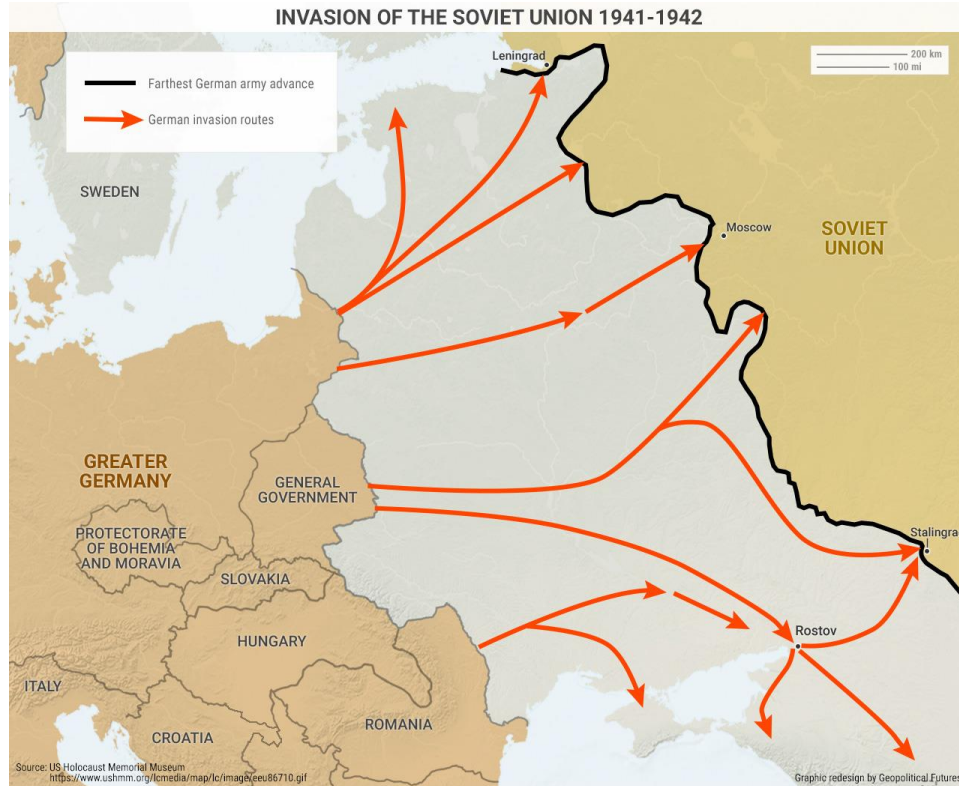 INVASION OF THE SOVIET UNION 1941-1942
Farthest German army advance
German invasion routes
200 km
100 mi
Leningrad
SWEDEN
Moscow
SOVIET
UNION
GREATER
GERMANY
GENERAL
GOVERNMENT
PROTECTORATE
OF BOHEMIA
AND MORAVIA
Stalingrad
SLOVAKIA
HUNGARY
Rostov
ITALY
ROMANIA
CROATIA
Source: US Holocaust Memorial Museum
https://www.ushmm.org/lcmedia/map/lc/image/eeu86710.gif
Graphic redesign by Geopolitical Futures